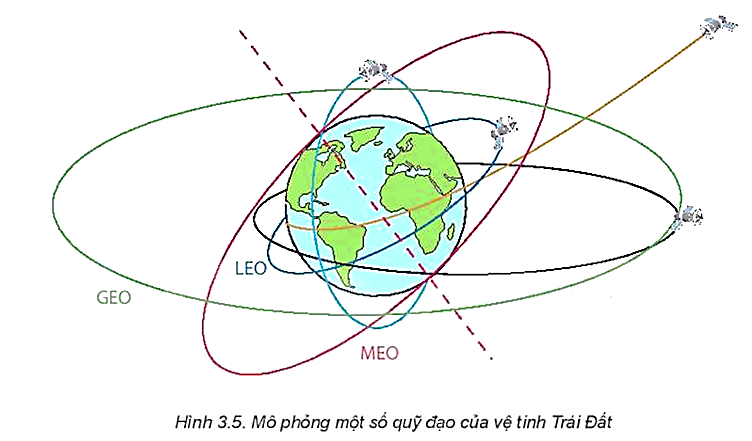 LEO
GEO
MEO
Hình 3.5. Mô phỏng một số quỹ đạo của vệ tinh Trái Đất